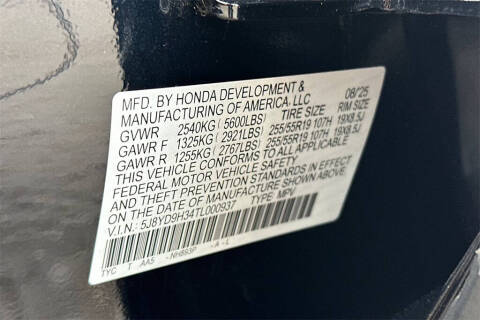 MFD. BY HONDA DEVELOPMENT &
MANUFACTURING OF AMERICA, LLC 08/25
GVWR 2540KG (5600LBS) TIRE SIZE RIM SIZE
GAWR F 1325KG (2921LBS) 255/55R19 107H 19X8.5J
GAWR R 1255KG (2767LBS) 255/55R19 107H 19X8.5J
THIS VEHICLE CONFORMS TO ALL APPLICABLE
FEDERAL MOTOR VEHICLE SAFETY
AND THEFT PREVENTION STANDARDS IN EFFECT
ON THE DATE OF MANUFACTURE SHOWN ABOVE.
V.I.N.: 5J8YD9H34TL000937 TYPE: MPV
TYC T AA5 -NH893P -A -L